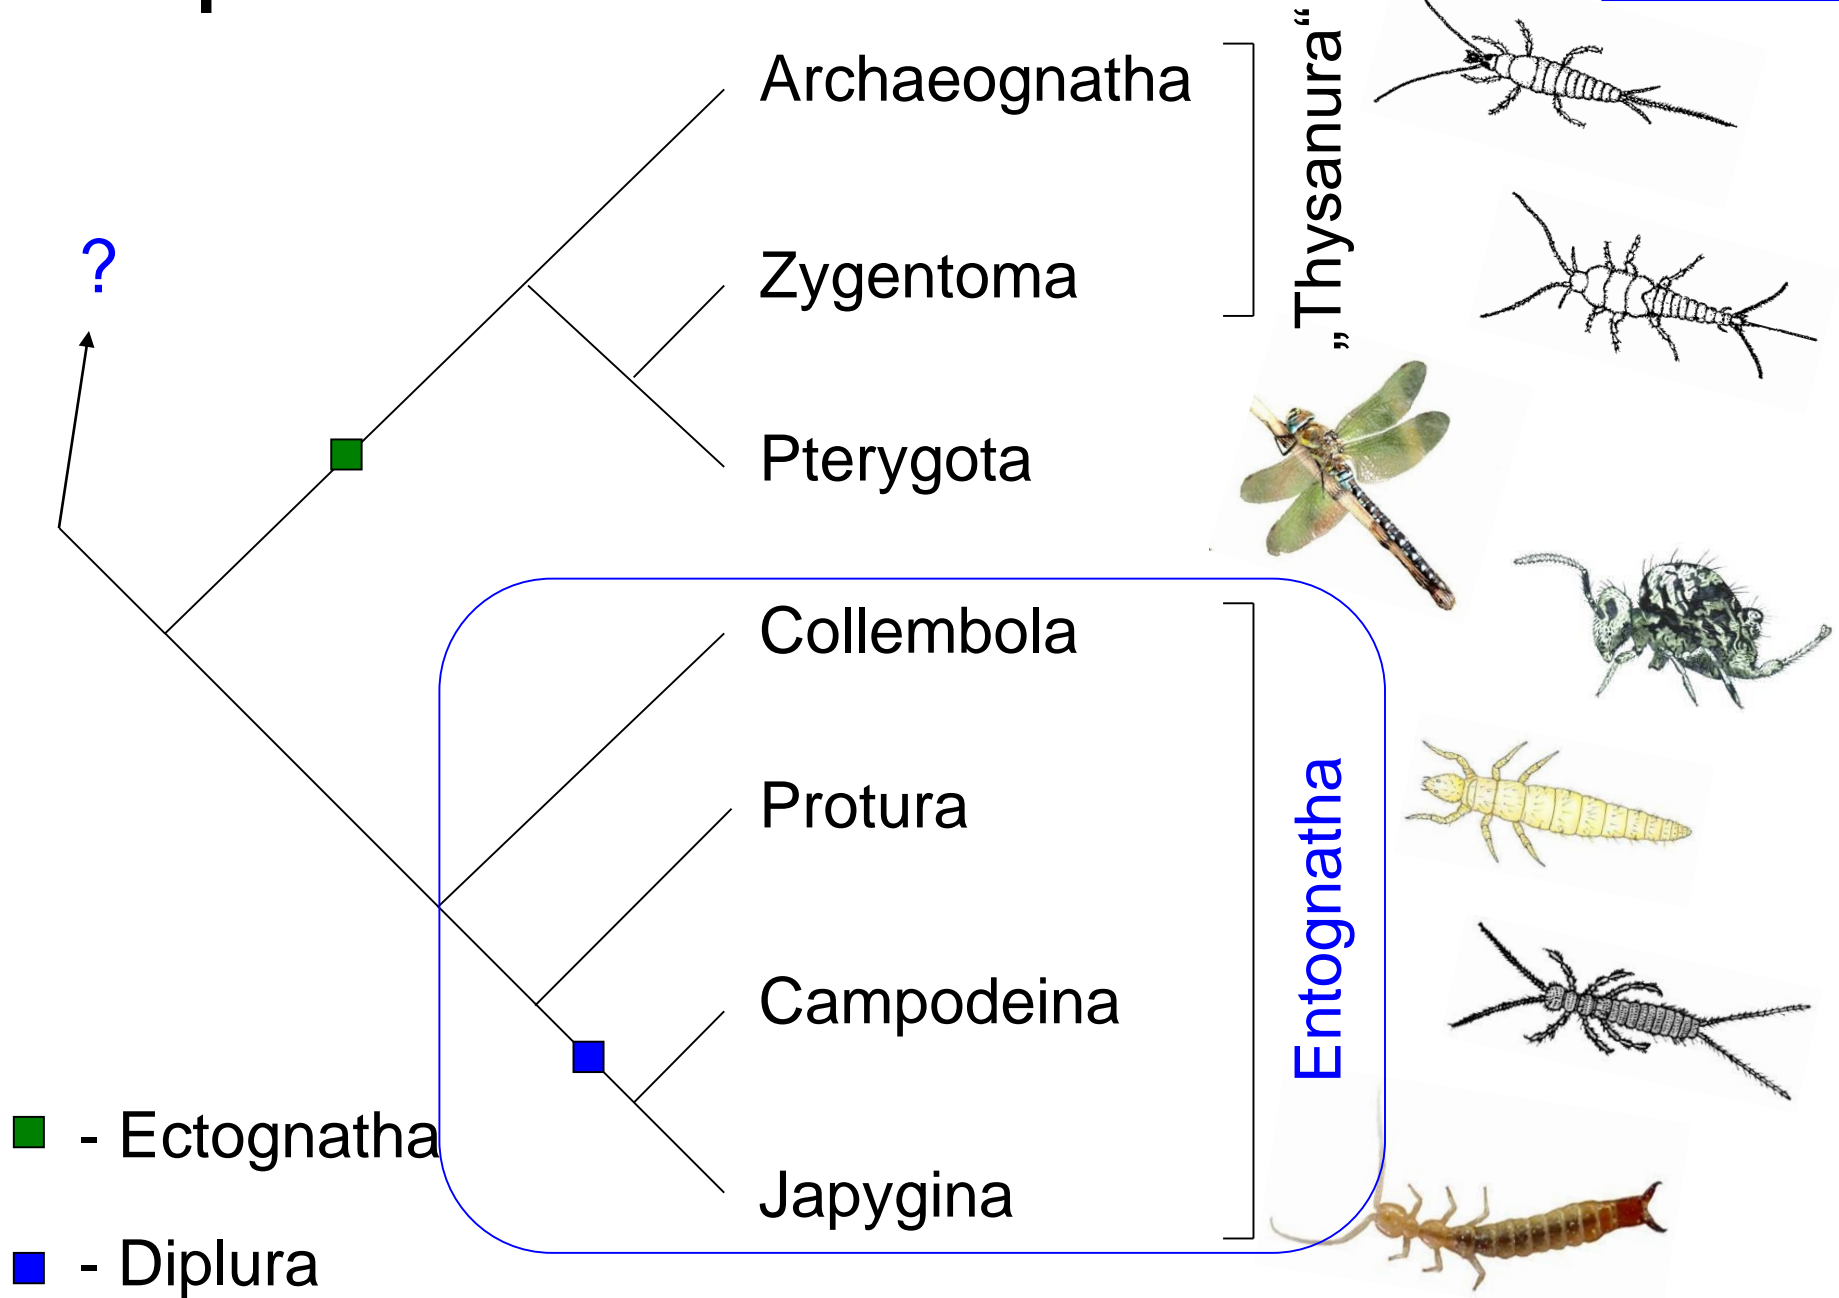 Archaeognatha
„Thysanura”
Zygentoma
?
Pterygota
Collembola
Protura
Entognatha
Campodeina
- Ectognatha
Japygina
- Diplura